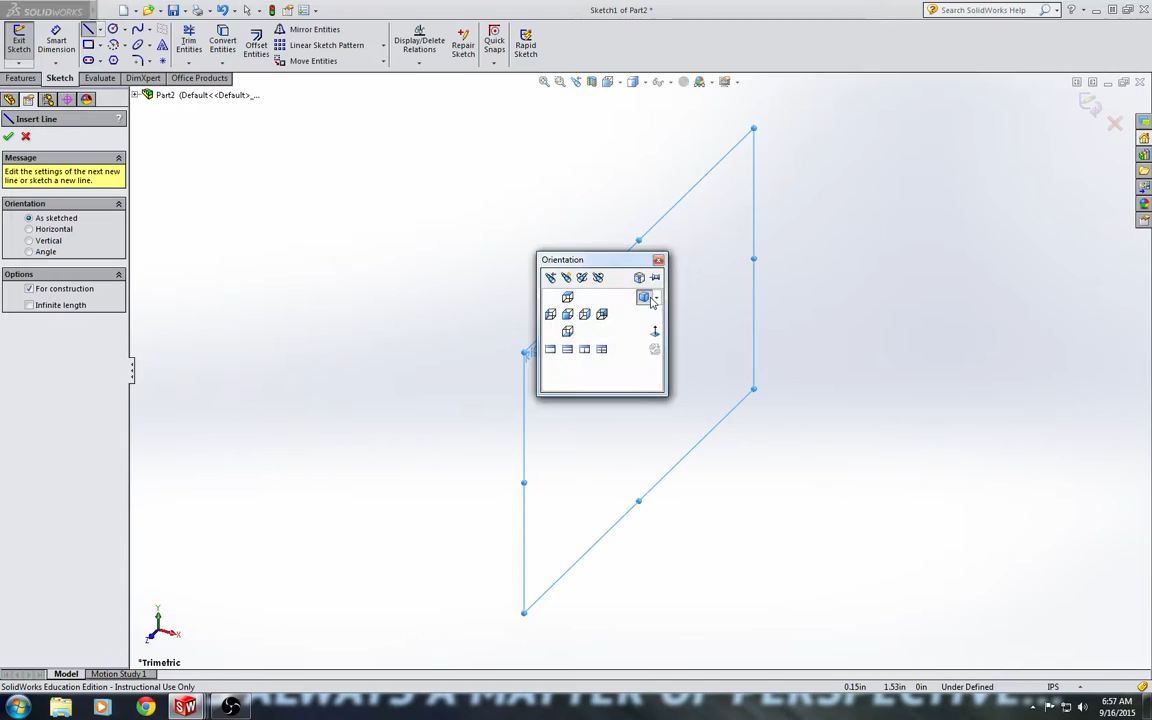 SOLIDWORKS
Sketch1 of Part2 *
Search SolidWorks Help
Exit Sketch
Smart Dimension
Trim Entities
Convert Entities
Offset Entities
Mirror Entities
Linear Sketch Pattern
Move Entities
Display/Delete Relations
Repair Sketch
Quick Snaps
Rapid Sketch
Features Sketch Evaluate DimXpert Office Products
Part2 (Default<<Default>_...
Insert Line ?
Message
Edit the settings of the next new
line or sketch a new line.
Orientation
As sketched
Horizontal
Vertical
Angle
Options
For construction
Infinite length
Orientation
Y
X
Z
*Trimetric
Model Motion Study 1
SolidWorks Education Edition - Instructional Use Only
0.15in 1.53in 0in Under Defined IPS
ALWAYS A MATTER OF PERSPECTIVE...
6:57 AM
9/16/2015